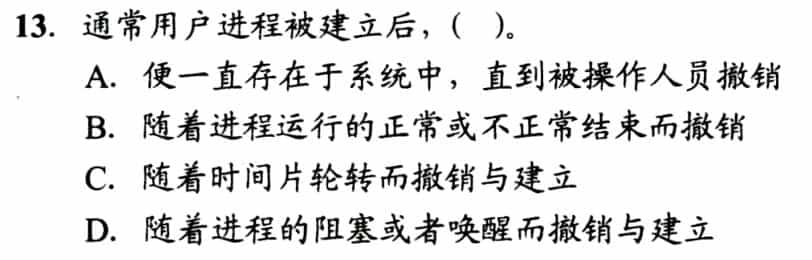 13. 通常用户进程被建立后，( )。
A. 便一直存在于系统中，直到被操作人员撤销
B. 随着进程运行的正常或不正常结束而撤销
C. 随着时间片轮转而撤销与建立
D. 随着进程的阻塞或者唤醒而撤销与建立